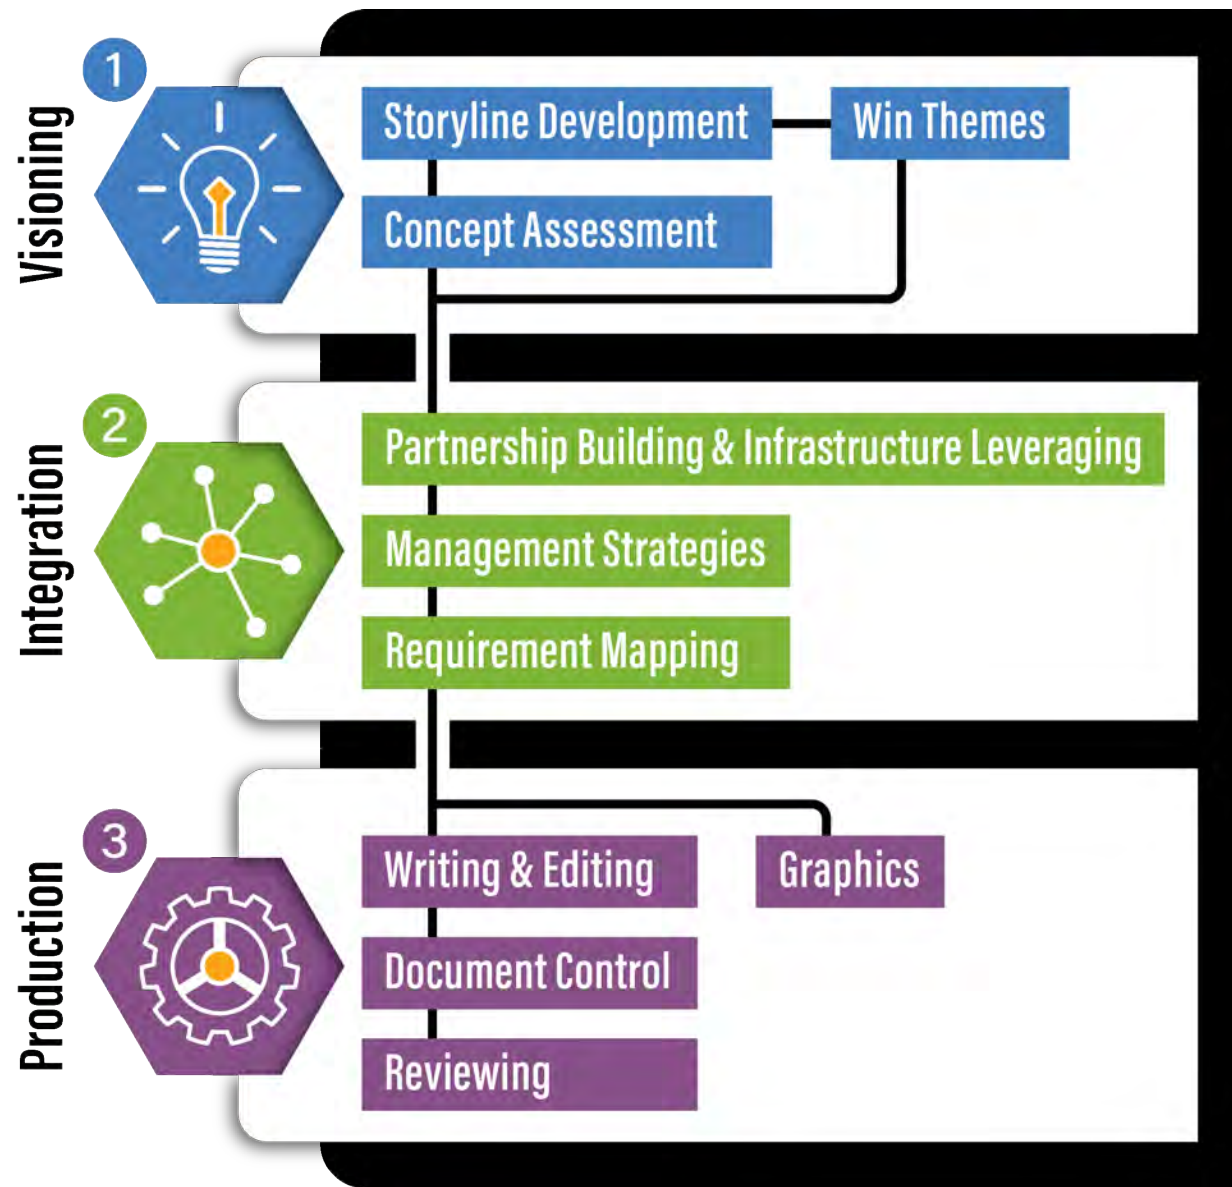 1
Visioning
Storyline Development
Win Themes
Concept Assessment
2
Integration
Partnership Building & Infrastructure Leveraging
Management Strategies
Requirement Mapping
3
Production
Writing & Editing
Graphics
Document Control
Reviewing